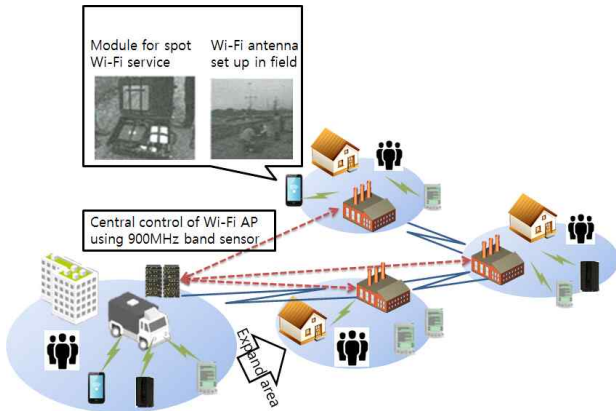 Module for spot
Wi-Fi service
Wi-Fi antenna
set up in field
Central control of Wi-Fi AP
using 900MHz band sensor
Expand area